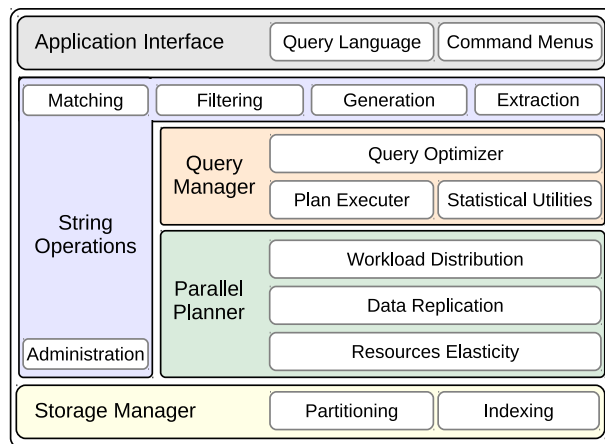 Application Interface
Query Language
Command Menus
Matching
Filtering
Generation
Extraction
String
Operations
Administration
Query
Manager
Query Optimizer
Plan Executer
Statistical Utilities
Parallel
Planner
Workload Distribution
Data Replication
Resources Elasticity
Storage Manager
Partitioning
Indexing